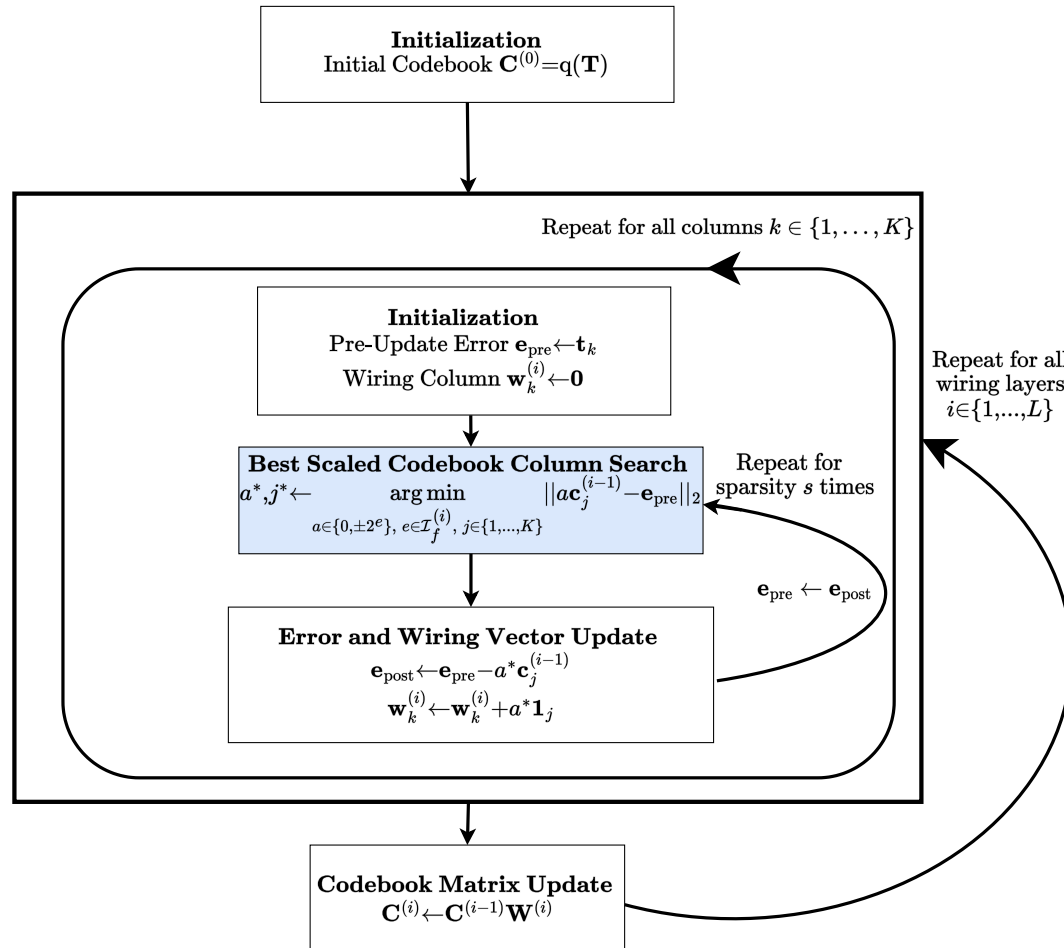 Initialization
Initial Codebook C^(0)=q(T)
Repeat for all columns k ∈ {1, . . . , K}
Initialization
Pre-Update Error e_pre←t_k
Wiring Column w_k^(i)←0
Repeat for all
wiring layers
i∈{1,...,L}
Best Scaled Codebook Column Search
a*,j*← arg min ||ac_j^(i−1)−e_pre||_2
a∈{0,±2^e}, e∈I_f^(i), j∈{1,...,K}
Repeat for
sparsity s times
e_pre ← e_post
Error and Wiring Vector Update
e_post←e_pre−a*c_j^(i−1)
w_k^(i)←w_k^(i)+a*1_j
Codebook Matrix Update
C^(i)←C^(i−1)W^(i)